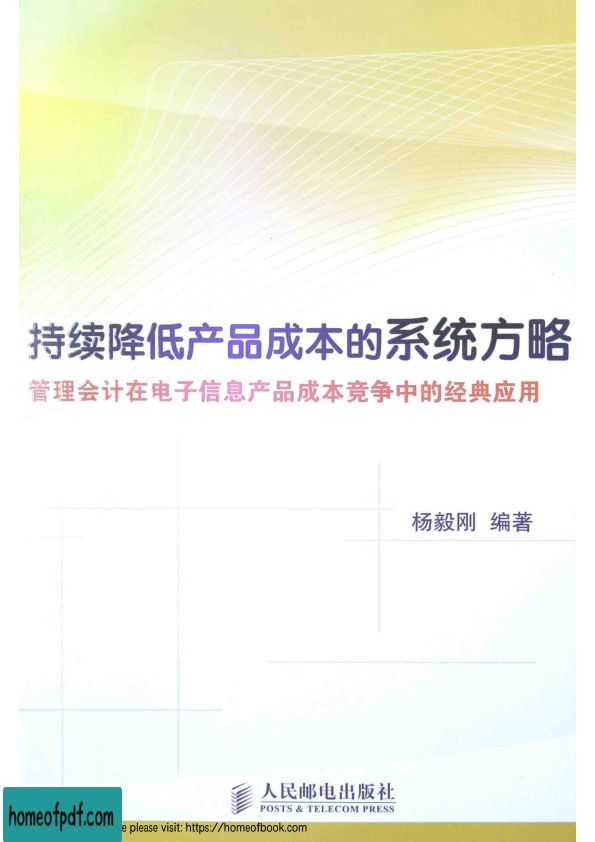 持续降低产品成本的系统方略
管理会计在电子信息产品成本竞争中的经典应用
杨毅刚 编著
人民邮电出版社
POSTS & TELECOM PRESS
homeofpdf.com
e please visit: https://homeofbook.com